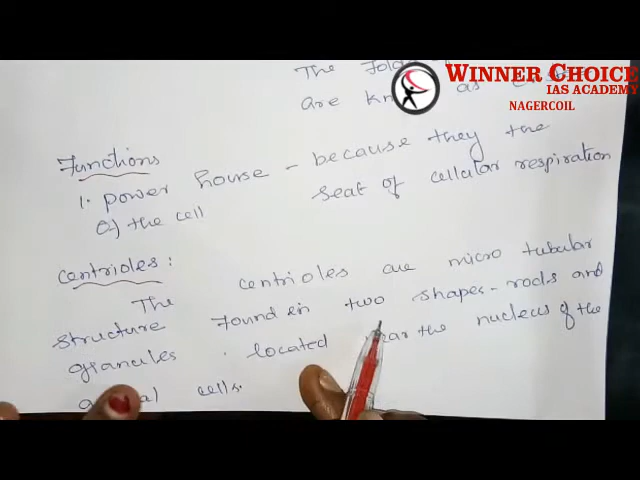 WINNER CHOICE
IAS ACADEMY
NAGERCOIL
The
are as
Functions
1. power house - because they the
of the cell seat of cellular respiration
Centrioles :
The centrioles are micro tubular
structure found in two shapes - rods and
granules . located near the nucleus of the
cells.